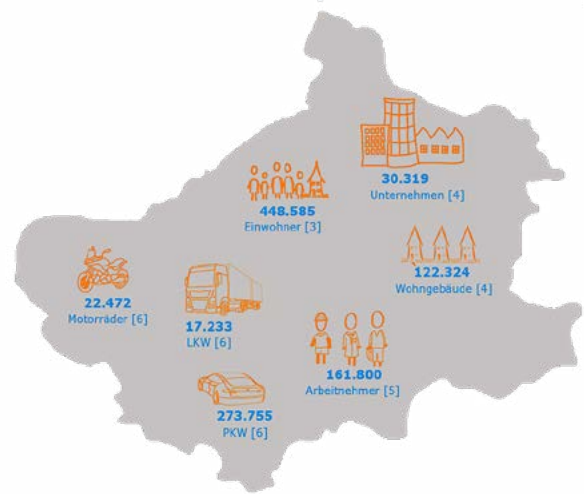 30.319
Unternehmen [4]
448.585
Einwohner [3]
122.324
Wohngebäude [4]
22.472
Motorräder [6]
17.233
LKW [6]
161.800
Arbeitnehmer [5]
273.755
PKW [6]